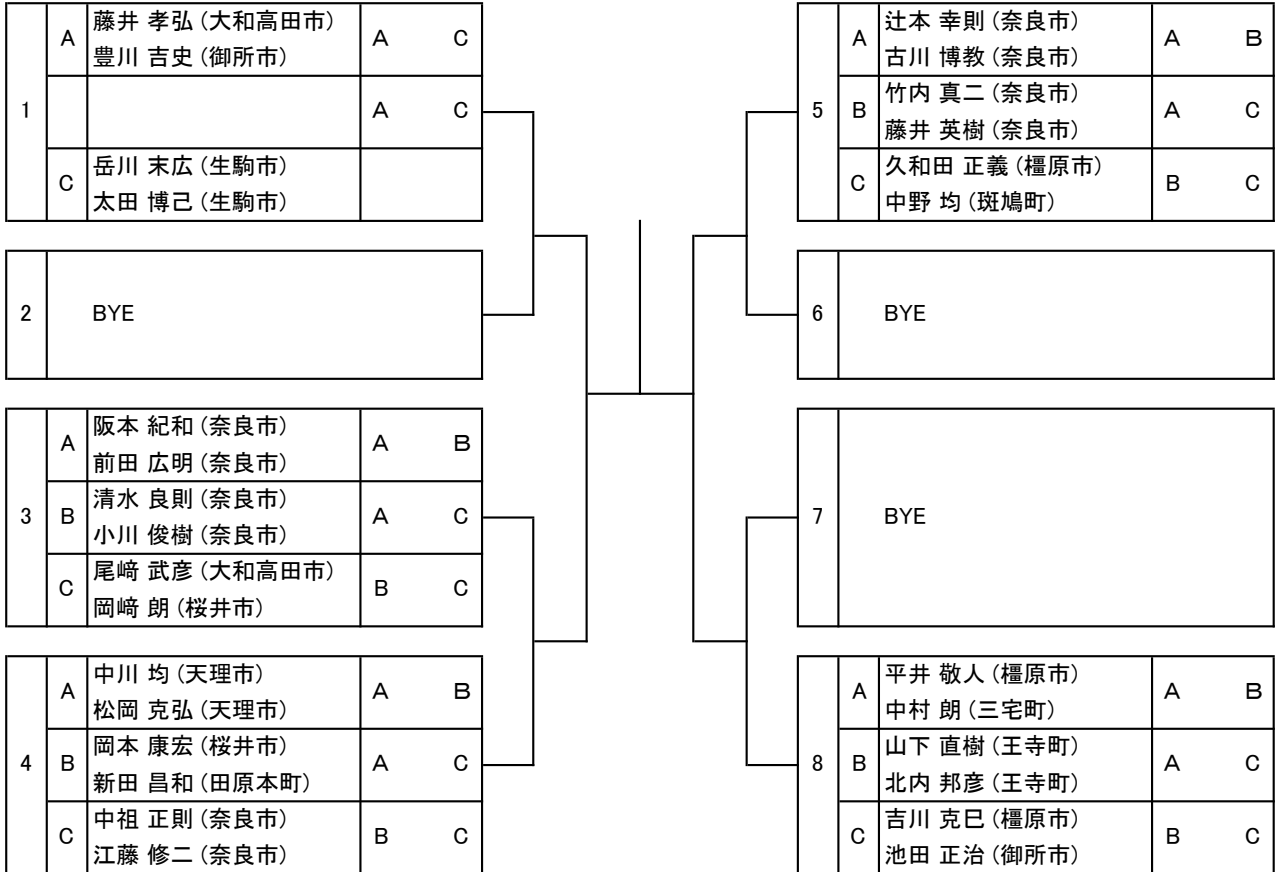 1
A
藤井 孝弘 (大和高田市)
豊川 吉史 (御所市)
A C
A C
C
岳川 末広 (生駒市)
太田 博己 (生駒市)
2
BYE
3
A
阪本 紀和 (奈良市)
前田 広明 (奈良市)
A B
B
清水 良則 (奈良市)
小川 俊樹 (奈良市)
A C
C
尾﨑 武彦 (大和高田市)
岡﨑 朗 (桜井市)
B C
4
A
中川 均 (天理市)
松岡 克弘 (天理市)
A B
B
岡本 康宏 (桜井市)
新田 昌和 (田原本町)
A C
C
中祖 正則 (奈良市)
江藤 修二 (奈良市)
B C
5
A
辻本 幸則 (奈良市)
古川 博教 (奈良市)
A B
B
竹内 真二 (奈良市)
藤井 英樹 (奈良市)
A C
C
久和田 正義 (橿原市)
中野 均 (斑鳩町)
B C
6
BYE
7
BYE
8
A
平井 敬人 (橿原市)
中村 朗 (三宅町)
A B
B
山下 直樹 (王寺町)
北内 邦彦 (王寺町)
A C
C
吉川 克巳 (橿原市)
池田 正治 (御所市)
B C